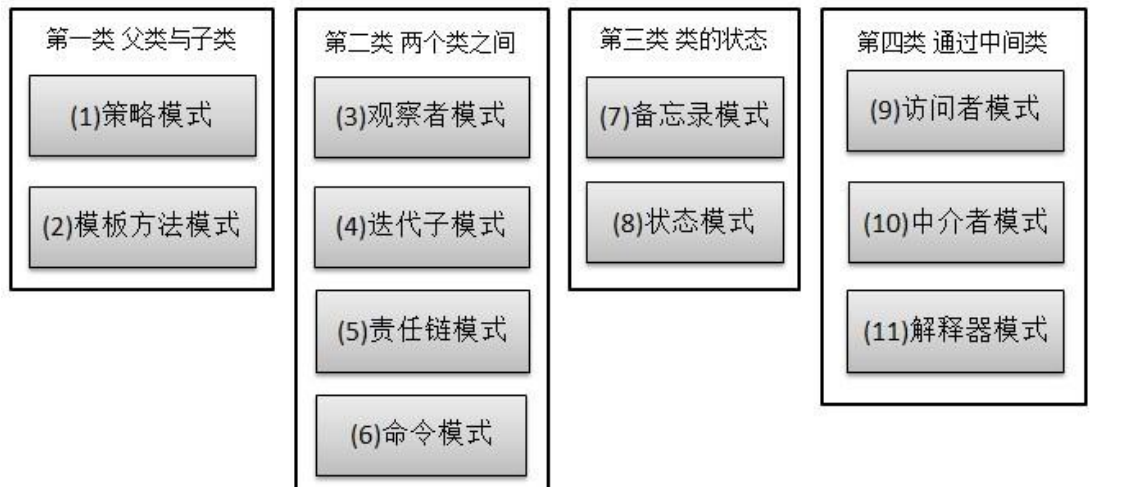 第一类 父类与子类
(1)策略模式
(2)模板方法模式
第二类 两个类之间
(3)观察者模式
(4)迭代子模式
(5)责任链模式
(6)命令模式
第三类 类的状态
(7)备忘录模式
(8)状态模式
第四类 通过中间类
(9)访问者模式
(10)中介者模式
(11)解释器模式